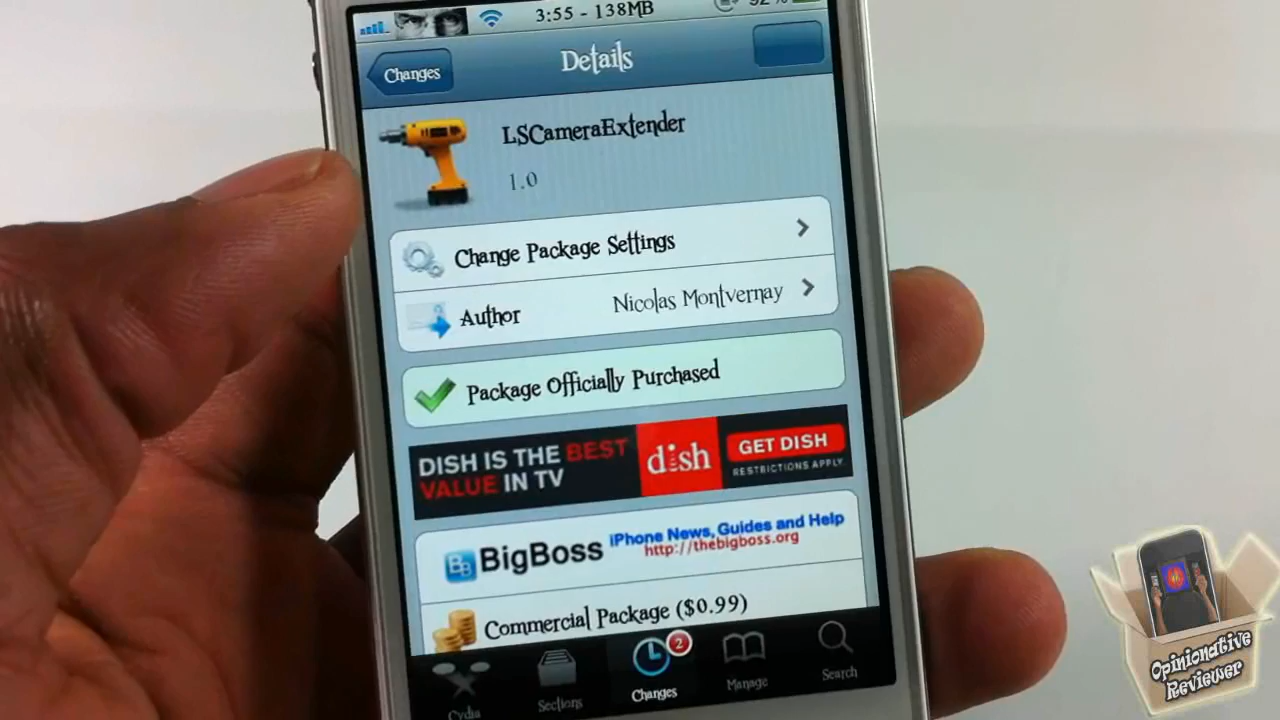 3:55 - 138MB
92%
Changes
Details
LSCameraExtender
1.0
Change Package Settings
Author
Nicolas Montvernay
Package Officially Purchased
DISH IS THE BEST
VALUE IN TV
dish
GET DISH
RESTRICTIONS APPLY.
BigBoss
iPhone News, Guides and Help
http://thebigboss.org
Commercial Package ($0.99)
Cydia
Sections
2
Changes
Manage
Search
Opinionative
Reviewer